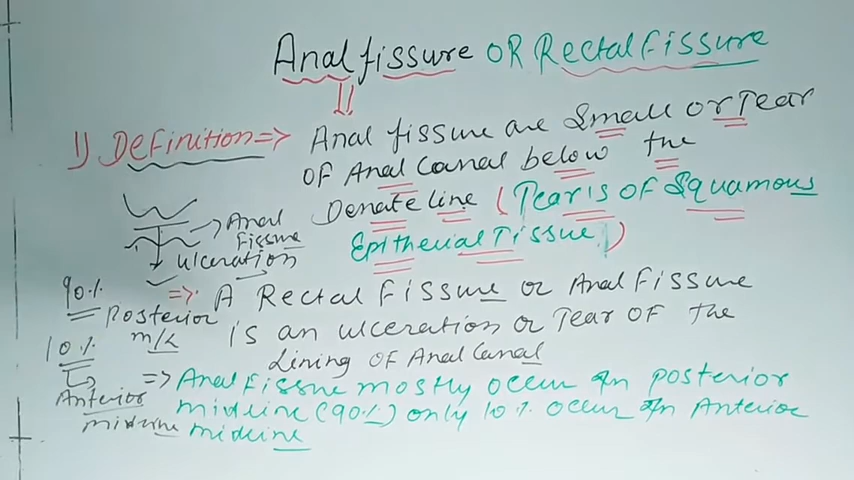 Anal fissure OR Rectal Fissure
1) Definition => Anal fissure are Small or Tear
OF Anal Canal below the
Denate line (Tear is OF Squamous
Epitherial Tissue)
Anal
Fissure
ulceration
=> A Rectal Fissure or Anal Fissure
is an ulceration or Tear OF the
Lining OF Anal Canal
90%
Posterior
m/L
10%
Anterior
midline
=> Anal Fissue mostly occur In posterior
midline (90%) only 10% occur In Anterior
midline